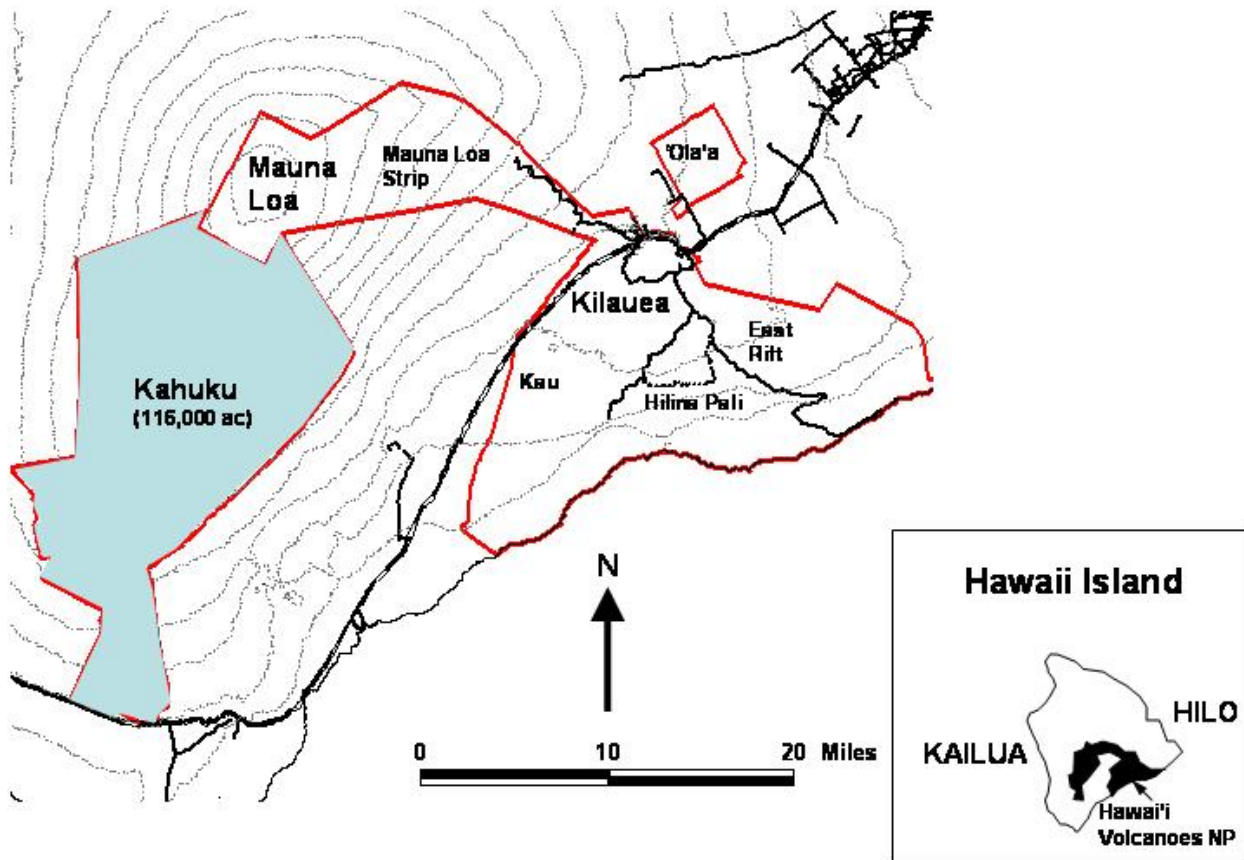 'Ola'a
Mauna
Loa
Mauna Loa
Strip
Kilauea
East
Rift
Kau
Hilina Pali
Kahuku
(116,000 ac)
N
0 10 20 Miles
Hawaii Island
HILO
KAILUA
Hawai'i
Volcanoes NP